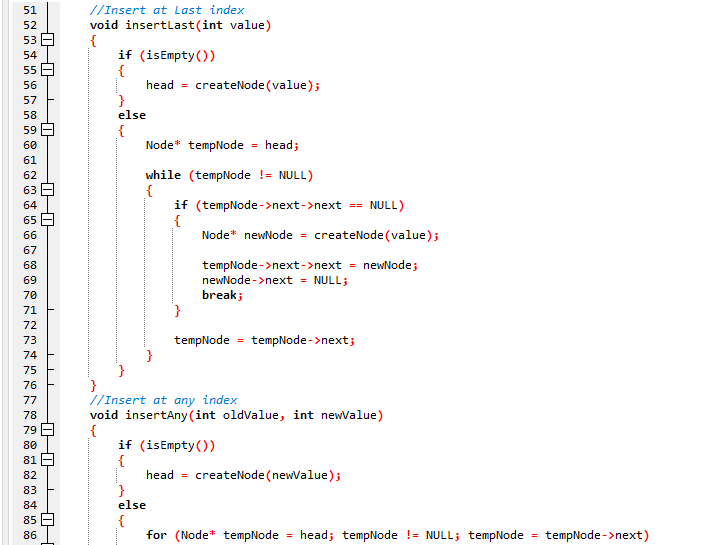 51 //Insert at Last index
52 void insertLast(int value)
53 {
54 if (isEmpty())
55 {
56 head = createNode(value);
57 }
58 else
59 {
60 Node* tempNode = head;
61
62 while (tempNode != NULL)
63 {
64 if (tempNode->next->next == NULL)
65 {
66 Node* newNode = createNode(value);
67
68 tempNode->next->next = newNode;
69 newNode->next = NULL;
70 break;
71 }
72
73 tempNode = tempNode->next;
74 }
75 }
76 }
77 //Insert at any index
78 void insertAny(int oldValue, int newValue)
79 {
80 if (isEmpty())
81 {
82 head = createNode(newValue);
83 }
84 else
85 {
86 for (Node* tempNode = head; tempNode != NULL; tempNode = tempNode->next)